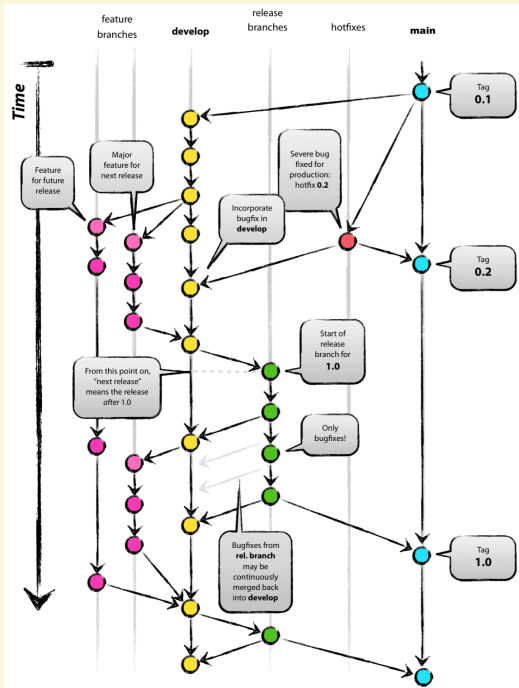 feature
branches
develop
release
branches
hotfixes
main
Time
Tag
0.1
Major
feature for
next release
Feature
for future
release
Severe bug
fixed for
production:
hotfix 0.2
Incorporate
bugfix in
develop
Tag
0.2
Start of
release
branch for
1.0
From this point on,
“next release”
means the release
after 1.0
Only
bugfixes!
Bugfixes from
rel. branch
may be
continuously
merged back
into develop
Tag
1.0